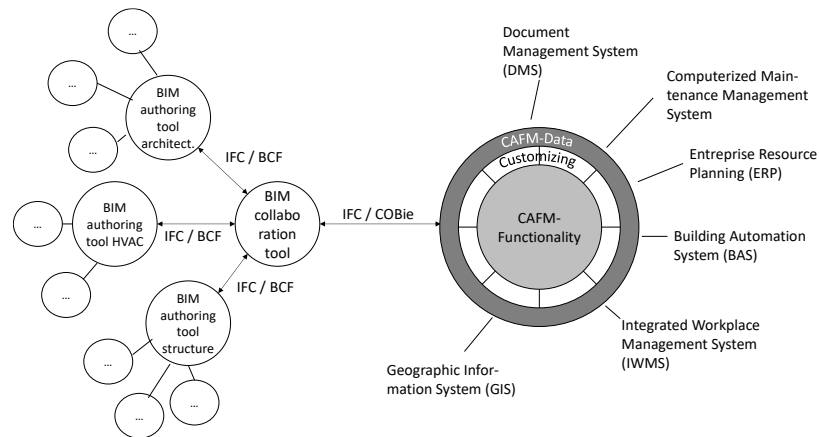 ...
...
...
BIM
authoring
tool
architect.
IFC / BCF
...
...
BIM
authoring
tool HVAC
IFC / BCF
BIM
collabo
ration
tool
IFC / BCF
BIM
authoring
tool
structure
...
...
...
IFC / COBie
CAFM-Data
Customizing
CAFM-
Functionality
Document
Management System
(DMS)
Computerized Main-
tenance Management
System
Entreprise Resource
Planning (ERP)
Building Automation
System (BAS)
Integrated Workplace
Management System
(IWMS)
Geographic Infor-
mation System (GIS)